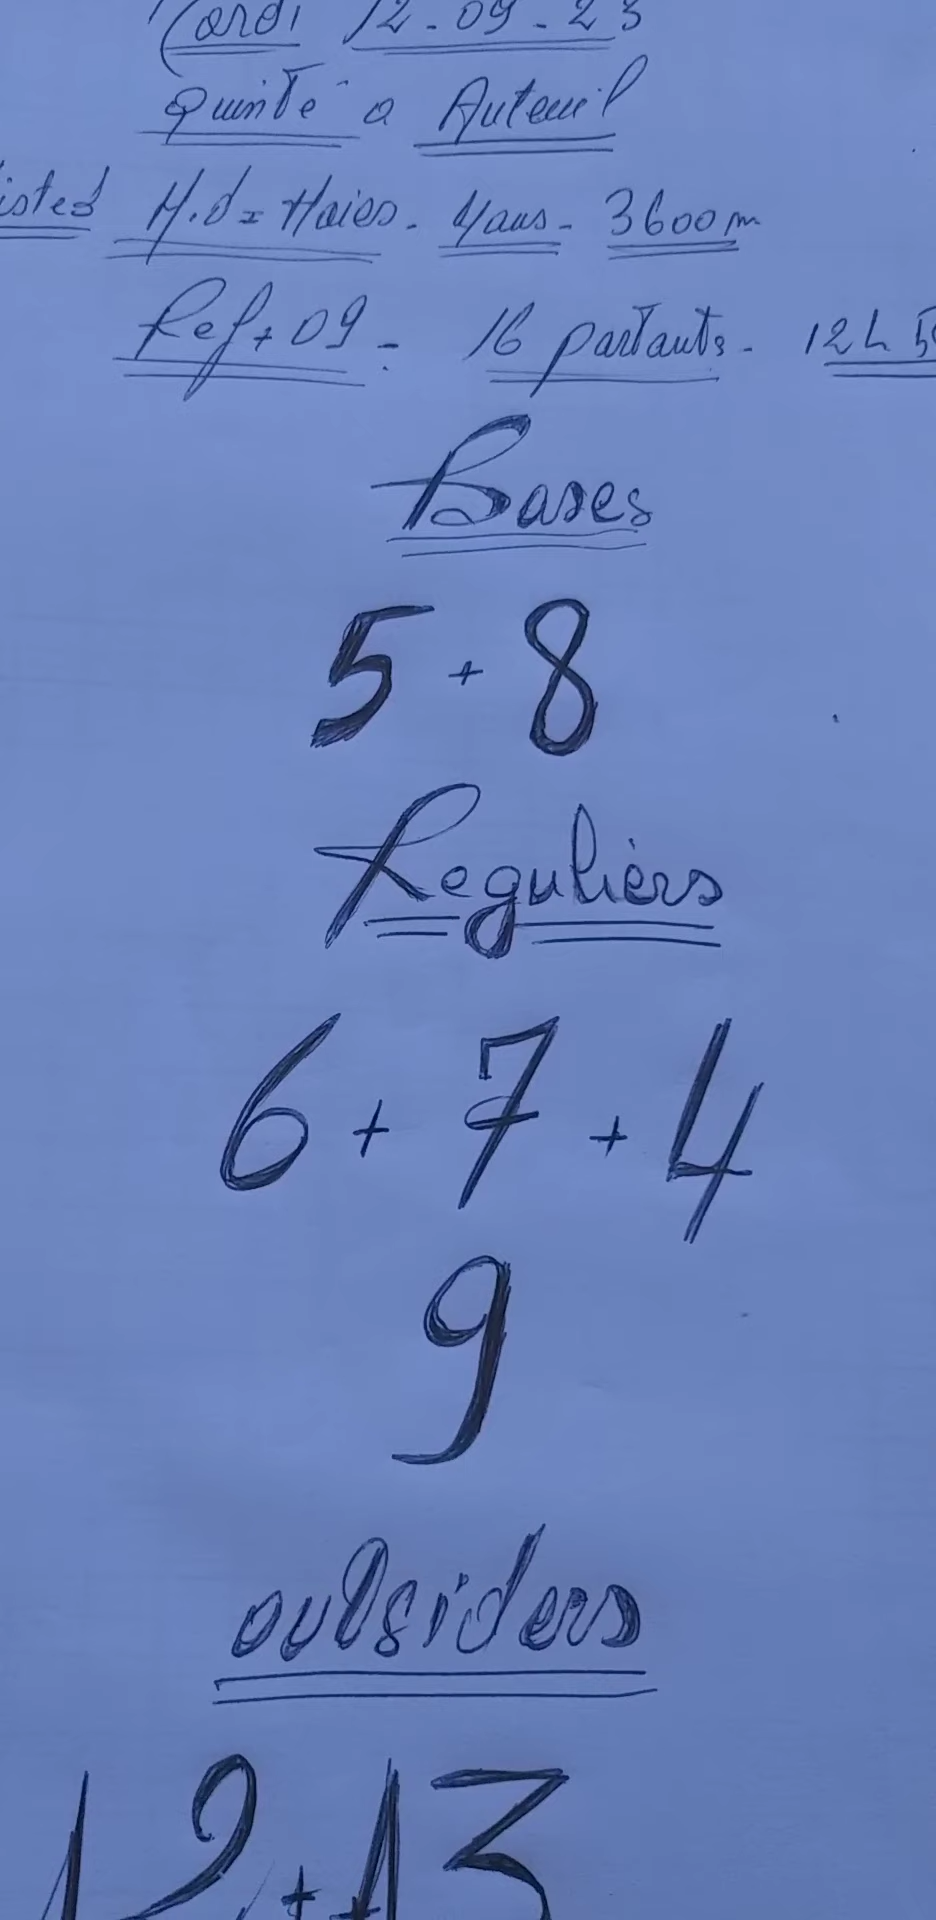 12-09-23
Quinté a Auteuil
H.d= Haies- 4ans- 3600m
Ref+09- 16 partants- 12h
Bases
5+8
Reguliers
6+7+4
9
outsiders
12+13